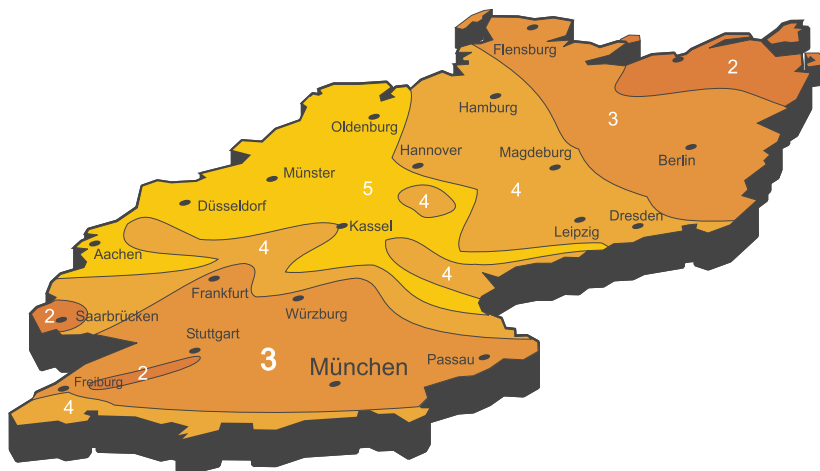 Flensburg
2
Hamburg
3
Oldenburg
Hannover
Magdeburg
Berlin
Münster
5
4
4
Düsseldorf
Kassel
Dresden
Leipzig
Aachen
4
4
Frankfurt
Würzburg
2
Saarbrücken
Stuttgart
3
München
Passau
2
Freiburg
4